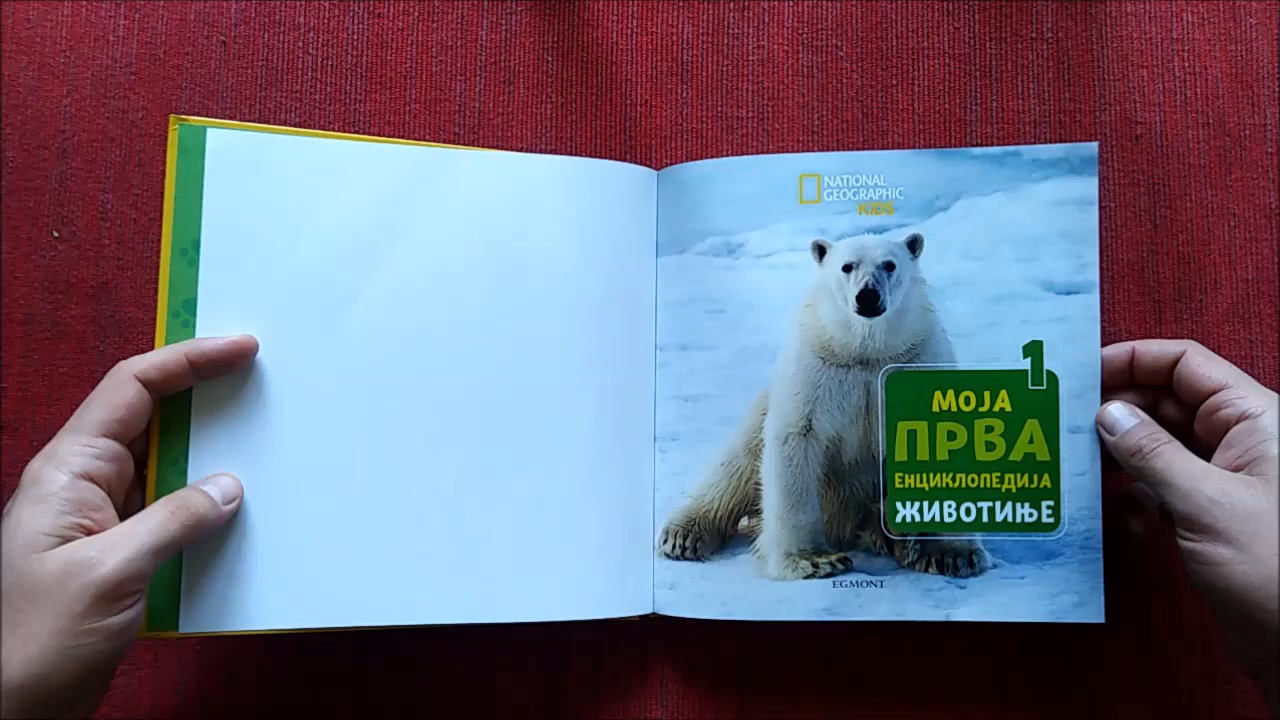 NATIONAL
GEOGRAPHIC
KIDS
1
МОЈА
ПРВА
ЕНЦИКЛОПЕДИЈА
ЖИВОТИЊЕ
EGMONT